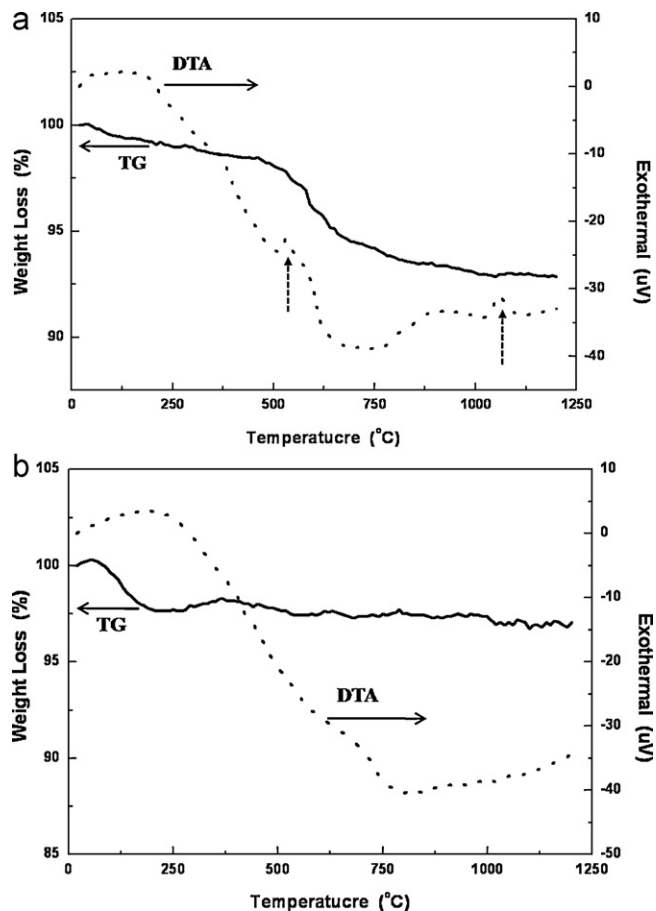 a
105
100
95
90
Weight Loss (%)
DTA
TG
10
0
-10
-20
-30
-40
Exothermal (uV)
0 250 500 750 1000 1250
Temperatucre (°C)
b
105
100
95
90
85
Weight Loss (%)
TG
DTA
10
0
-10
-20
-30
-40
-50
Exothermal (uV)
0 250 500 750 1000 1250
Temperatucre (°C)